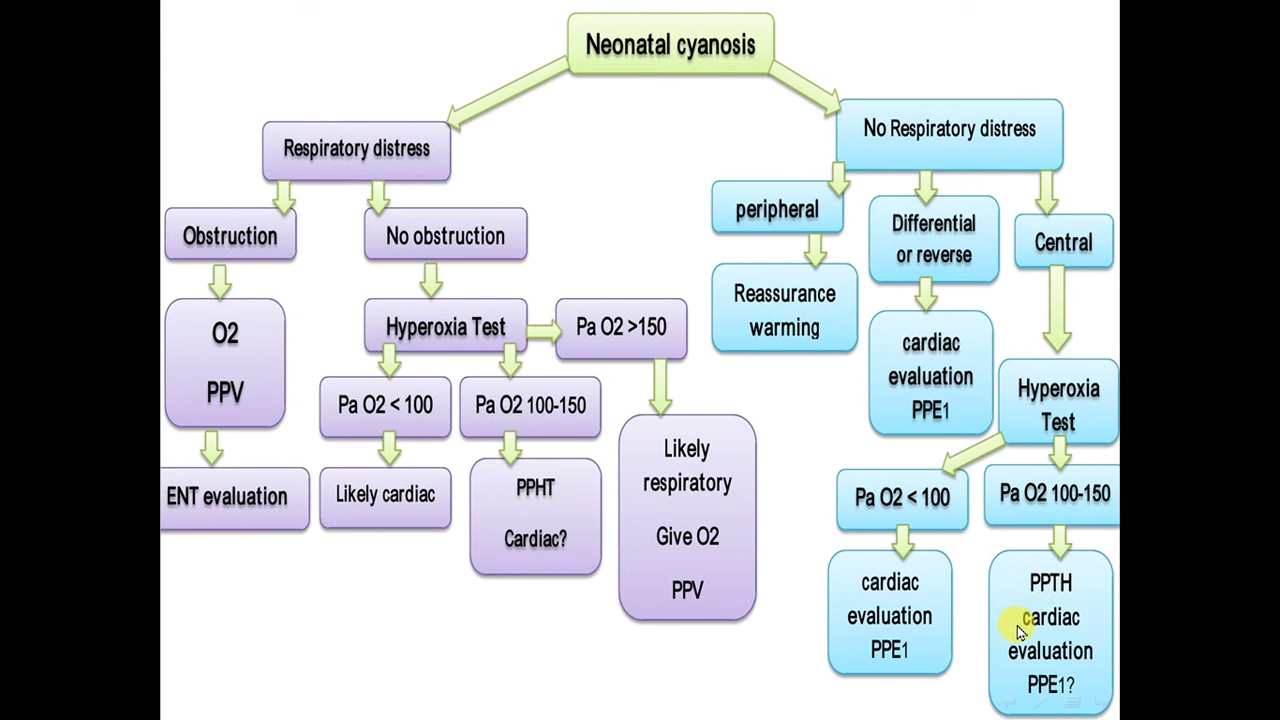 Neonatal cyanosis
Respiratory distress
No Respiratory distress
Obstruction
No obstruction
peripheral
Differential
or reverse
Central
O2
PPV
Hyperoxia Test
Pa O2 >150
Reassurance
warming
cardiac
evaluation
PPE1
Hyperoxia
Test
Pa O2 < 100
Pa O2 100-150
ENT evaluation
Likely cardiac
PPHT
Cardiac?
Likely
respiratory
Give O2
PPV
Pa O2 < 100
Pa O2 100-150
cardiac
evaluation
PPE1
PPTH
cardiac
evaluation
PPE1?